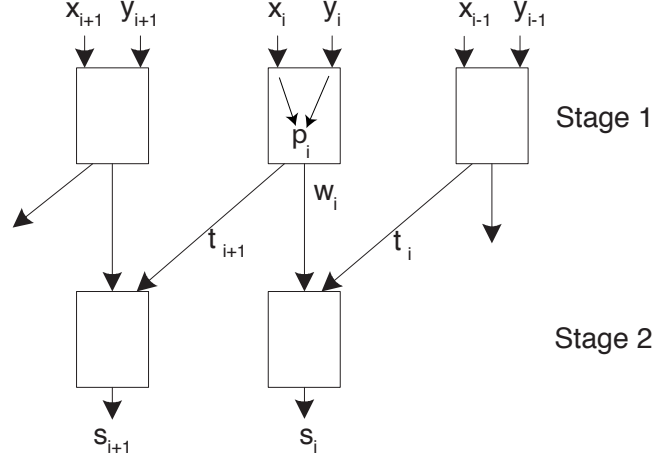 x_{i+1} y_{i+1} x_i y_i x_{i-1} y_{i-1}
p_i Stage 1
w_i
t_{i+1} t_i
Stage 2
s_{i+1} s_i